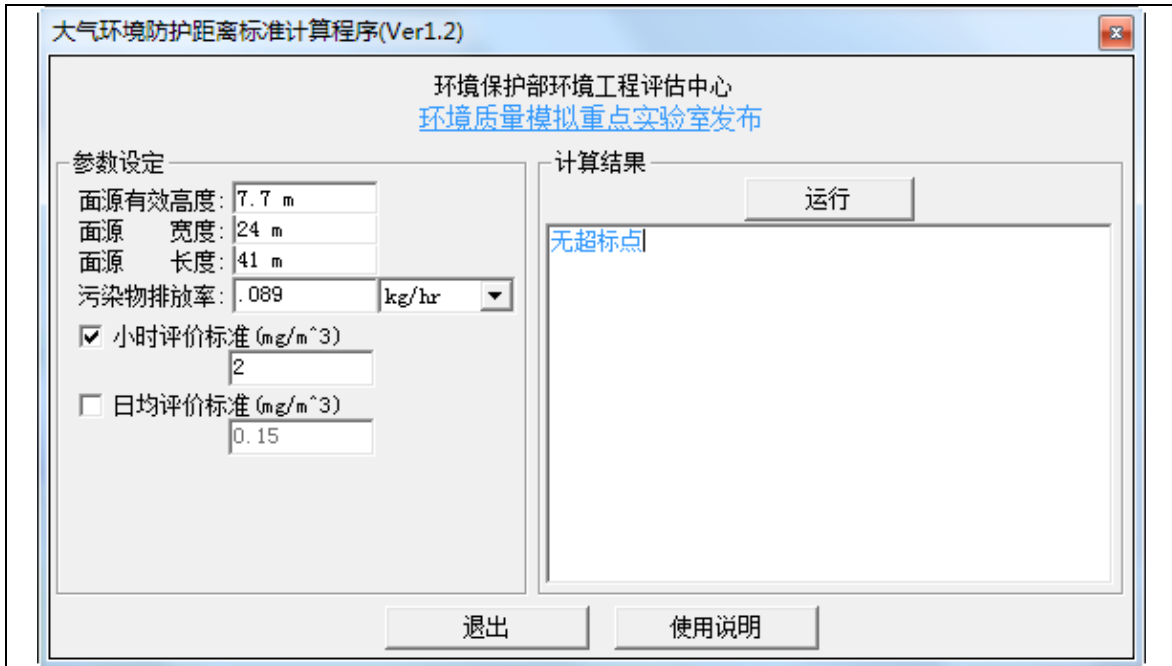 大气环境防护距离标准计算程序(Ver1.2)
环境保护部环境工程评估中心
环境质量模拟重点实验室发布
参数设定
面源有效高度: 7.7 m
面源 宽度: 24 m
面源 长度: 41 m
污染物排放率: .089 kg/hr
小时评价标准(mg/m^3)
2
日均评价标准(mg/m^3)
0.15
计算结果
运行
无超标点
退出
使用说明